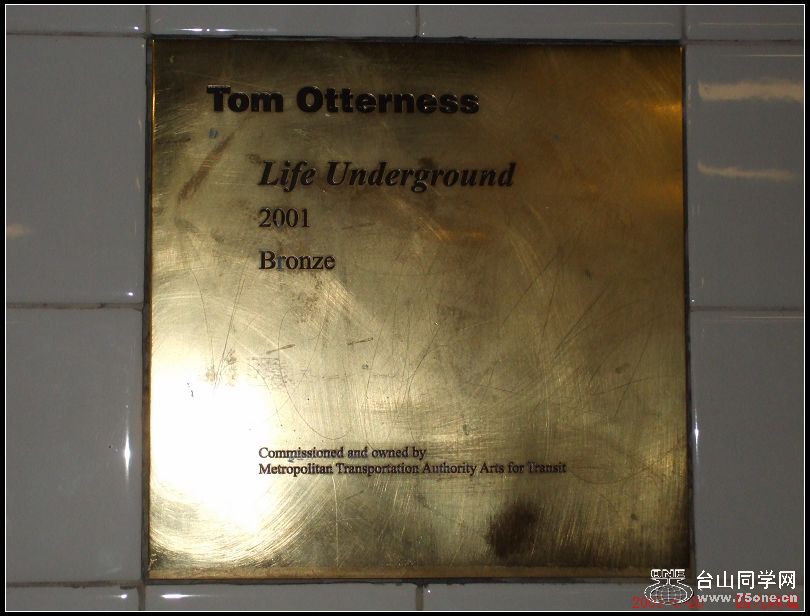 Tom Otterness
Life Underground
2001
Bronze
Commissioned and owned by
Metropolitan Transportation Authority Arts for Transit
ONE 台山同学网
www.75one.cn